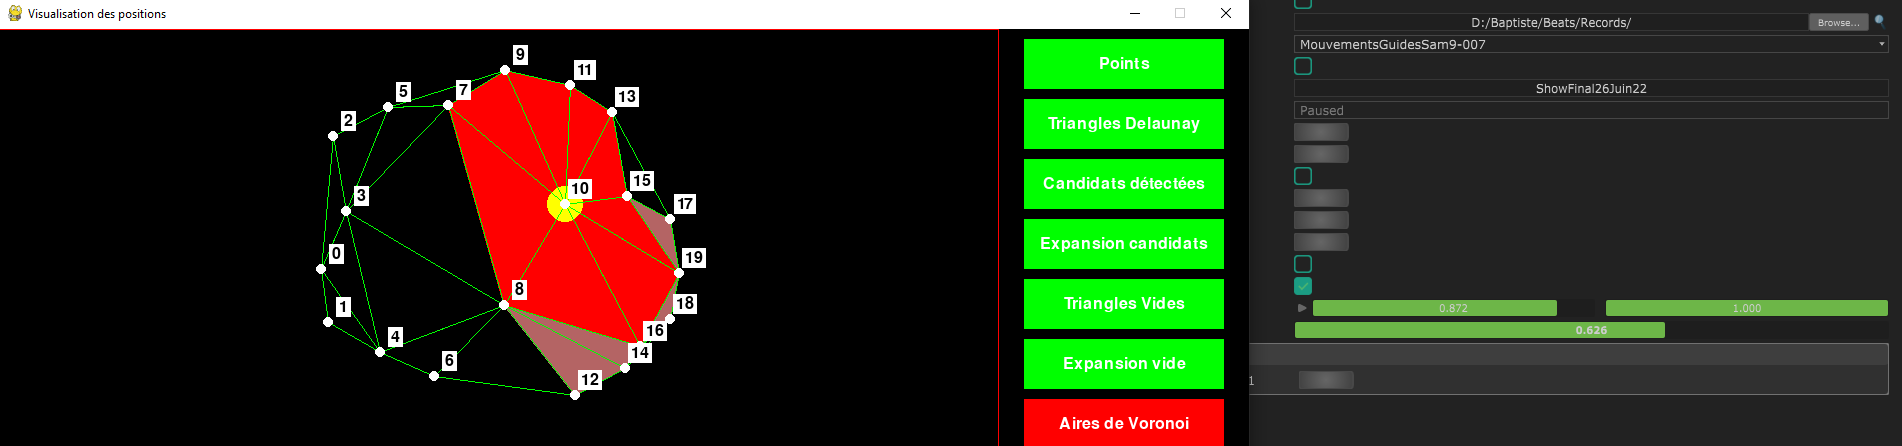 Visualisation des positions
9
11
7
5
13
2
10
15
3
17
0
19
8
18
1
16
4
14
6
12
Points
Triangles Delaunay
Candidats détectées
Expansion candidats
Triangles Vides
Expansion vide
Aires de Voronoi
D:/Baptiste/Beats/Records/
Browse...
MouvementsGuidesSam9-007
ShowFinal26Juin22
Paused
0.872
1.000
0.626
1